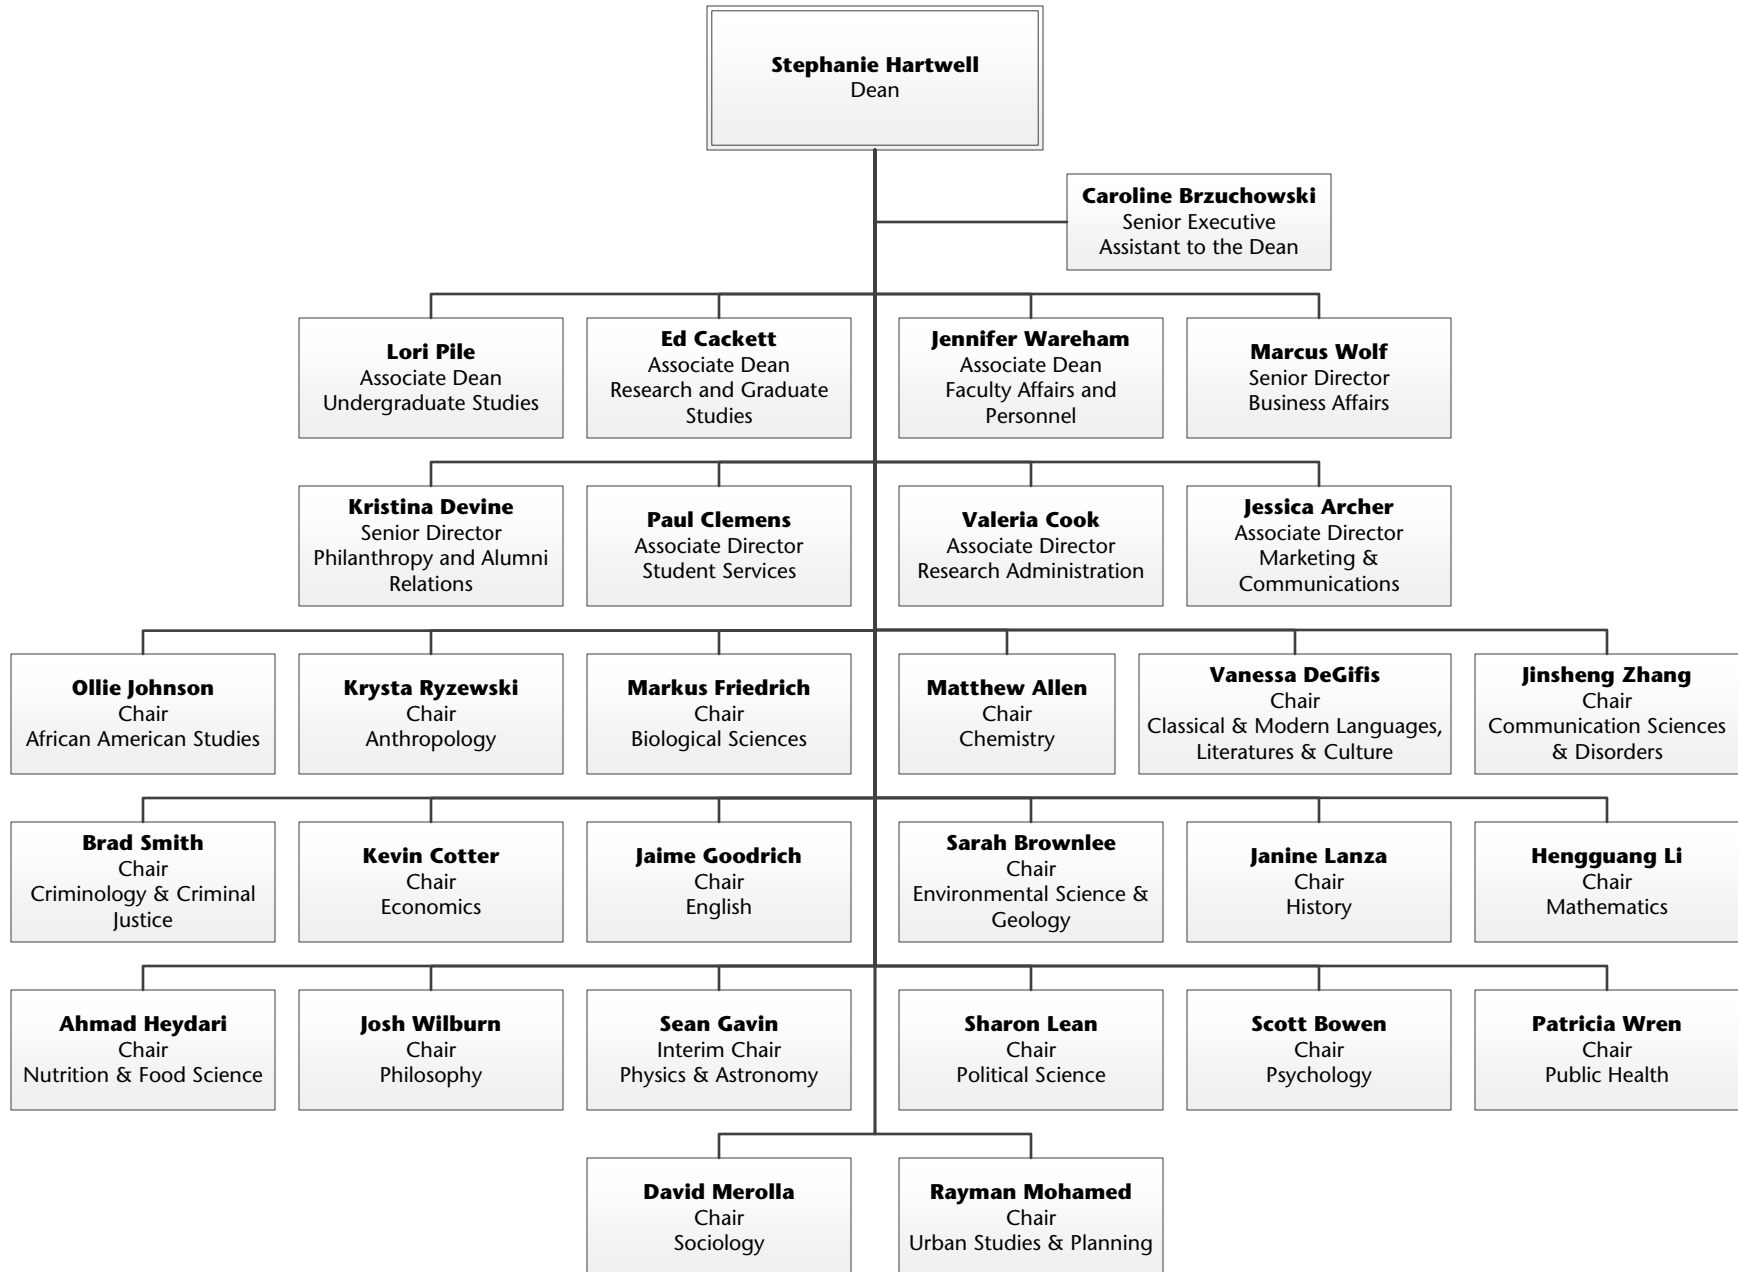 Stephanie Hartwell
Dean
Caroline Brzuchowski
Senior Executive
Assistant to the Dean
Lori Pile
Associate Dean
Undergraduate Studies
Ed Cackett
Associate Dean
Research and Graduate
Studies
Jennifer Wareham
Associate Dean
Faculty Affairs and
Personnel
Marcus Wolf
Senior Director
Business Affairs
Kristina Devine
Senior Director
Philanthropy and Alumni
Relations
Paul Clemens
Associate Director
Student Services
Valeria Cook
Associate Director
Research Administration
Jessica Archer
Associate Director
Marketing &
Communications
Ollie Johnson
Chair
African American Studies
Krysta Ryzewski
Chair
Anthropology
Markus Friedrich
Chair
Biological Sciences
Matthew Allen
Chair
Chemistry
Vanessa DeGifis
Chair
Classical & Modern Languages,
Literatures & Culture
Jinsheng Zhang
Chair
Communication Sciences
& Disorders
Brad Smith
Chair
Criminology & Criminal
Justice
Kevin Cotter
Chair
Economics
Jaime Goodrich
Chair
English
Sarah Brownlee
Chair
Environmental Science &
Geology
Janine Lanza
Chair
History
Hengguang Li
Chair
Mathematics
Ahmad Heydari
Chair
Nutrition & Food Science
Josh Wilburn
Chair
Philosophy
Sean Gavin
Interim Chair
Physics & Astronomy
Sharon Lean
Chair
Political Science
Scott Bowen
Chair
Psychology
Patricia Wren
Chair
Public Health
David Merolla
Chair
Sociology
Rayman Mohamed
Chair
Urban Studies & Planning